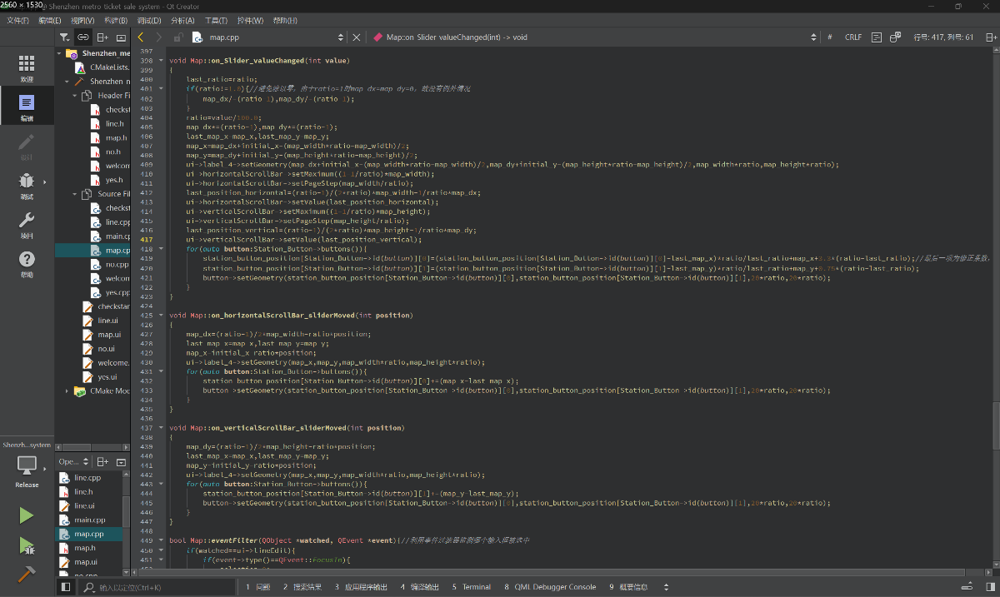 2560 × 1530
@ Shenzhen_metro_ticket_sale_system - Qt Creator
文件(F) 编辑(E) 视图(V) 构建(B) 调试(D) 分析(A) 工具(T) 控件(W) 帮助(H)
map.cpp
Map::on_Slider_valueChanged(int) -> void
# CRLF
行号: 417, 列号: 61
欢迎
编辑
设计
调试
项目
帮助
Shenzh...system
Release
Shenzhen_me
CMakeLists.
Shenzhen_n
Header Fi
checkst
line.h
map.h
no.h
welcom
yes.h
Source Fil
checkst
line.cpp
main.cp
map.cp
no.cpp
welcom
yes.cpp
checkstar
line.ui
map.ui
no.ui
welcome.
yes.ui
CMake Moc
Ope...
line.cpp
line.h
line.ui
main.cpp
map.cpp
map.h
map.ui
no.cpp
397
398 void Map::on_Slider_valueChanged(int value)
399 {
400 last_ratio=ratio;
401 if(ratio!=1.0){//避免除以零，由于ratio=1时map_dx=map_dy=0，故没有例外情况
402 map_dx/=(ratio-1),map_dy/=(ratio-1);
403 }
404 ratio=value/100.0;
405 map_dx*=(ratio-1),map_dy*=(ratio-1);
406 last_map_x=map_x,last_map_y=map_y;
407 map_x=map_dx+initial_x-(map_width*ratio-map_width)/2;
408 map_y=map_dy+initial_y-(map_height*ratio-map_height)/2;
409 ui->label_4->setGeometry(map_dx+initial_x-(map_width*ratio-map_width)/2,map_dy+initial_y-(map_height*ratio-map_height)/2,map_width*ratio,map_height*ratio);
410 ui->horizontalScrollBar->setMaximum((1-1/ratio)*map_width);
411 ui->horizontalScrollBar->setPageStep(map_width/ratio);
412 last_position_horizontal=(ratio-1)/(2*ratio)*map_width-1/ratio*map_dx;
413 ui->horizontalScrollBar->setValue(last_position_horizontal);
414 ui->verticalScrollBar->setMaximum((1-1/ratio)*map_height);
415 ui->verticalScrollBar->setPageStep(map_height/ratio);
416 last_position_vertical=(ratio-1)/(2*ratio)*map_height-1/ratio*map_dy;
417 ui->verticalScrollBar->setValue(last_position_vertical);
418 for(auto button:Station_Button->buttons()){
419 station_button_position[Station_Button->id(button)][0]=(station_button_position[Station_Button->id(button)][0]-last_map_x)*ratio/last_ratio+map_x+3.3*(ratio-last_ratio);//最后一项为修正系数,
420 station_button_position[Station_Button->id(button)][1]=(station_button_position[Station_Button->id(button)][1]-last_map_y)*ratio/last_ratio+map_y+3.75*(ratio-last_ratio);
421 button->setGeometry(station_button_position[Station_Button->id(button)][0],station_button_position[Station_Button->id(button)][1],20*ratio,20*ratio);
422 }
423 }
424
425 void Map::on_horizontalScrollBar_sliderMoved(int position)
426 {
427 map_dx=(ratio-1)/2*map_width-ratio*position;
428 last_map_x=map_x,last_map_y=map_y;
429 map_x=initial_x-ratio*position;
430 ui->label_4->setGeometry(map_x,map_y,map_width*ratio,map_height*ratio);
431 for(auto button:Station_Button->buttons()){
432 station_button_position[Station_Button->id(button)][0]+=(map_x-last_map_x);
433 button->setGeometry(station_button_position[Station_Button->id(button)][0],station_button_position[Station_Button->id(button)][1],20*ratio,20*ratio);
434 }
435 }
436
437 void Map::on_verticalScrollBar_sliderMoved(int position)
438 {
439 map_dy=(ratio-1)/2*map_height-ratio*position;
440 last_map_x=map_x,last_map_y=map_y;
441 map_y=initial_y-ratio*position;
442 ui->label_4->setGeometry(map_x,map_y,map_width*ratio,map_height*ratio);
443 for(auto button:Station_Button->buttons()){
444 station_button_position[Station_Button->id(button)][1]+=(map_y-last_map_y);
445 button->setGeometry(station_button_position[Station_Button->id(button)][0],station_button_position[Station_Button->id(button)][1],20*ratio,20*ratio);
446 }
447 }
448
449 bool Map::eventFilter(QObject *watched, QEvent *event){//利用事件过滤器监测哪个输入框被选中
450 if(watched==ui->lineEdit){
451 if(event->type()==QEvent::FocusIn){
输入以定位(Ctrl+K)
1 问题 2 搜索结果 3 应用程序输出 4 编译输出 5 Terminal 8 QML Debugger Console 9 概要信息